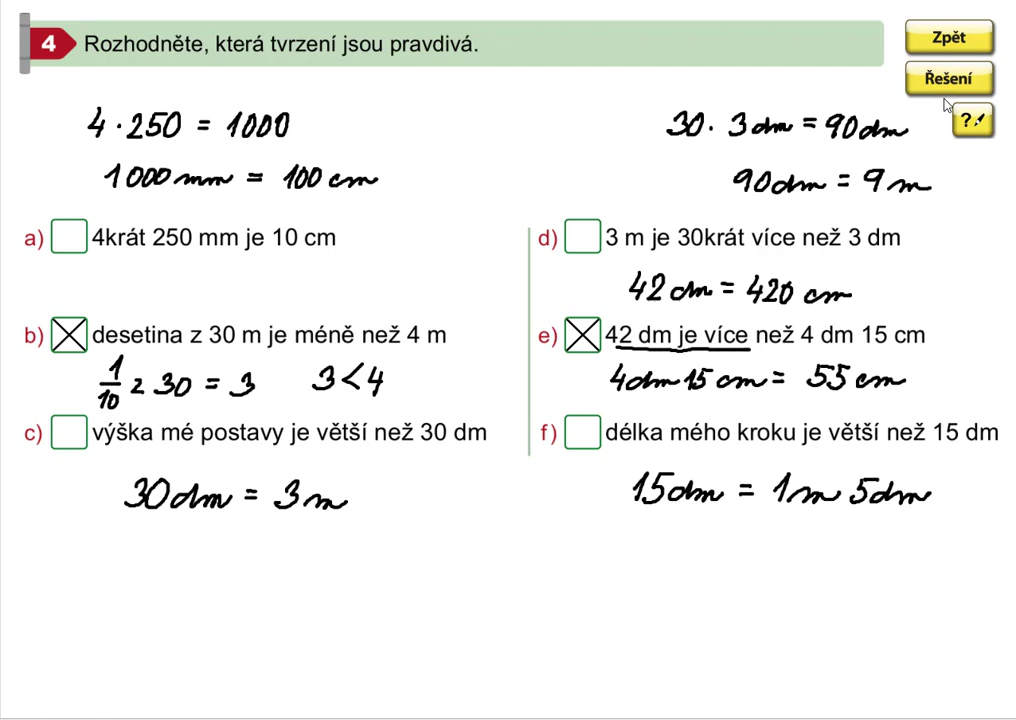 4 Rozhodněte, která tvrzení jsou pravdivá.
Zpět
Řešení
?
4 · 250 = 1000
1000 mm = 100 cm
a) 4krát 250 mm je 10 cm
b) desetina z 30 m je méně než 4 m
1/10 z 30 = 3 3 < 4
c) výška mé postavy je větší než 30 dm
30 dm = 3 m
30 · 3 dm = 90 dm
90 dm = 9 m
d) 3 m je 30krát více než 3 dm
42 dm = 420 cm
e) 42 dm je více než 4 dm 15 cm
4 dm 15 cm = 55 cm
f) délka mého kroku je větší než 15 dm
15 dm = 1 m 5 dm